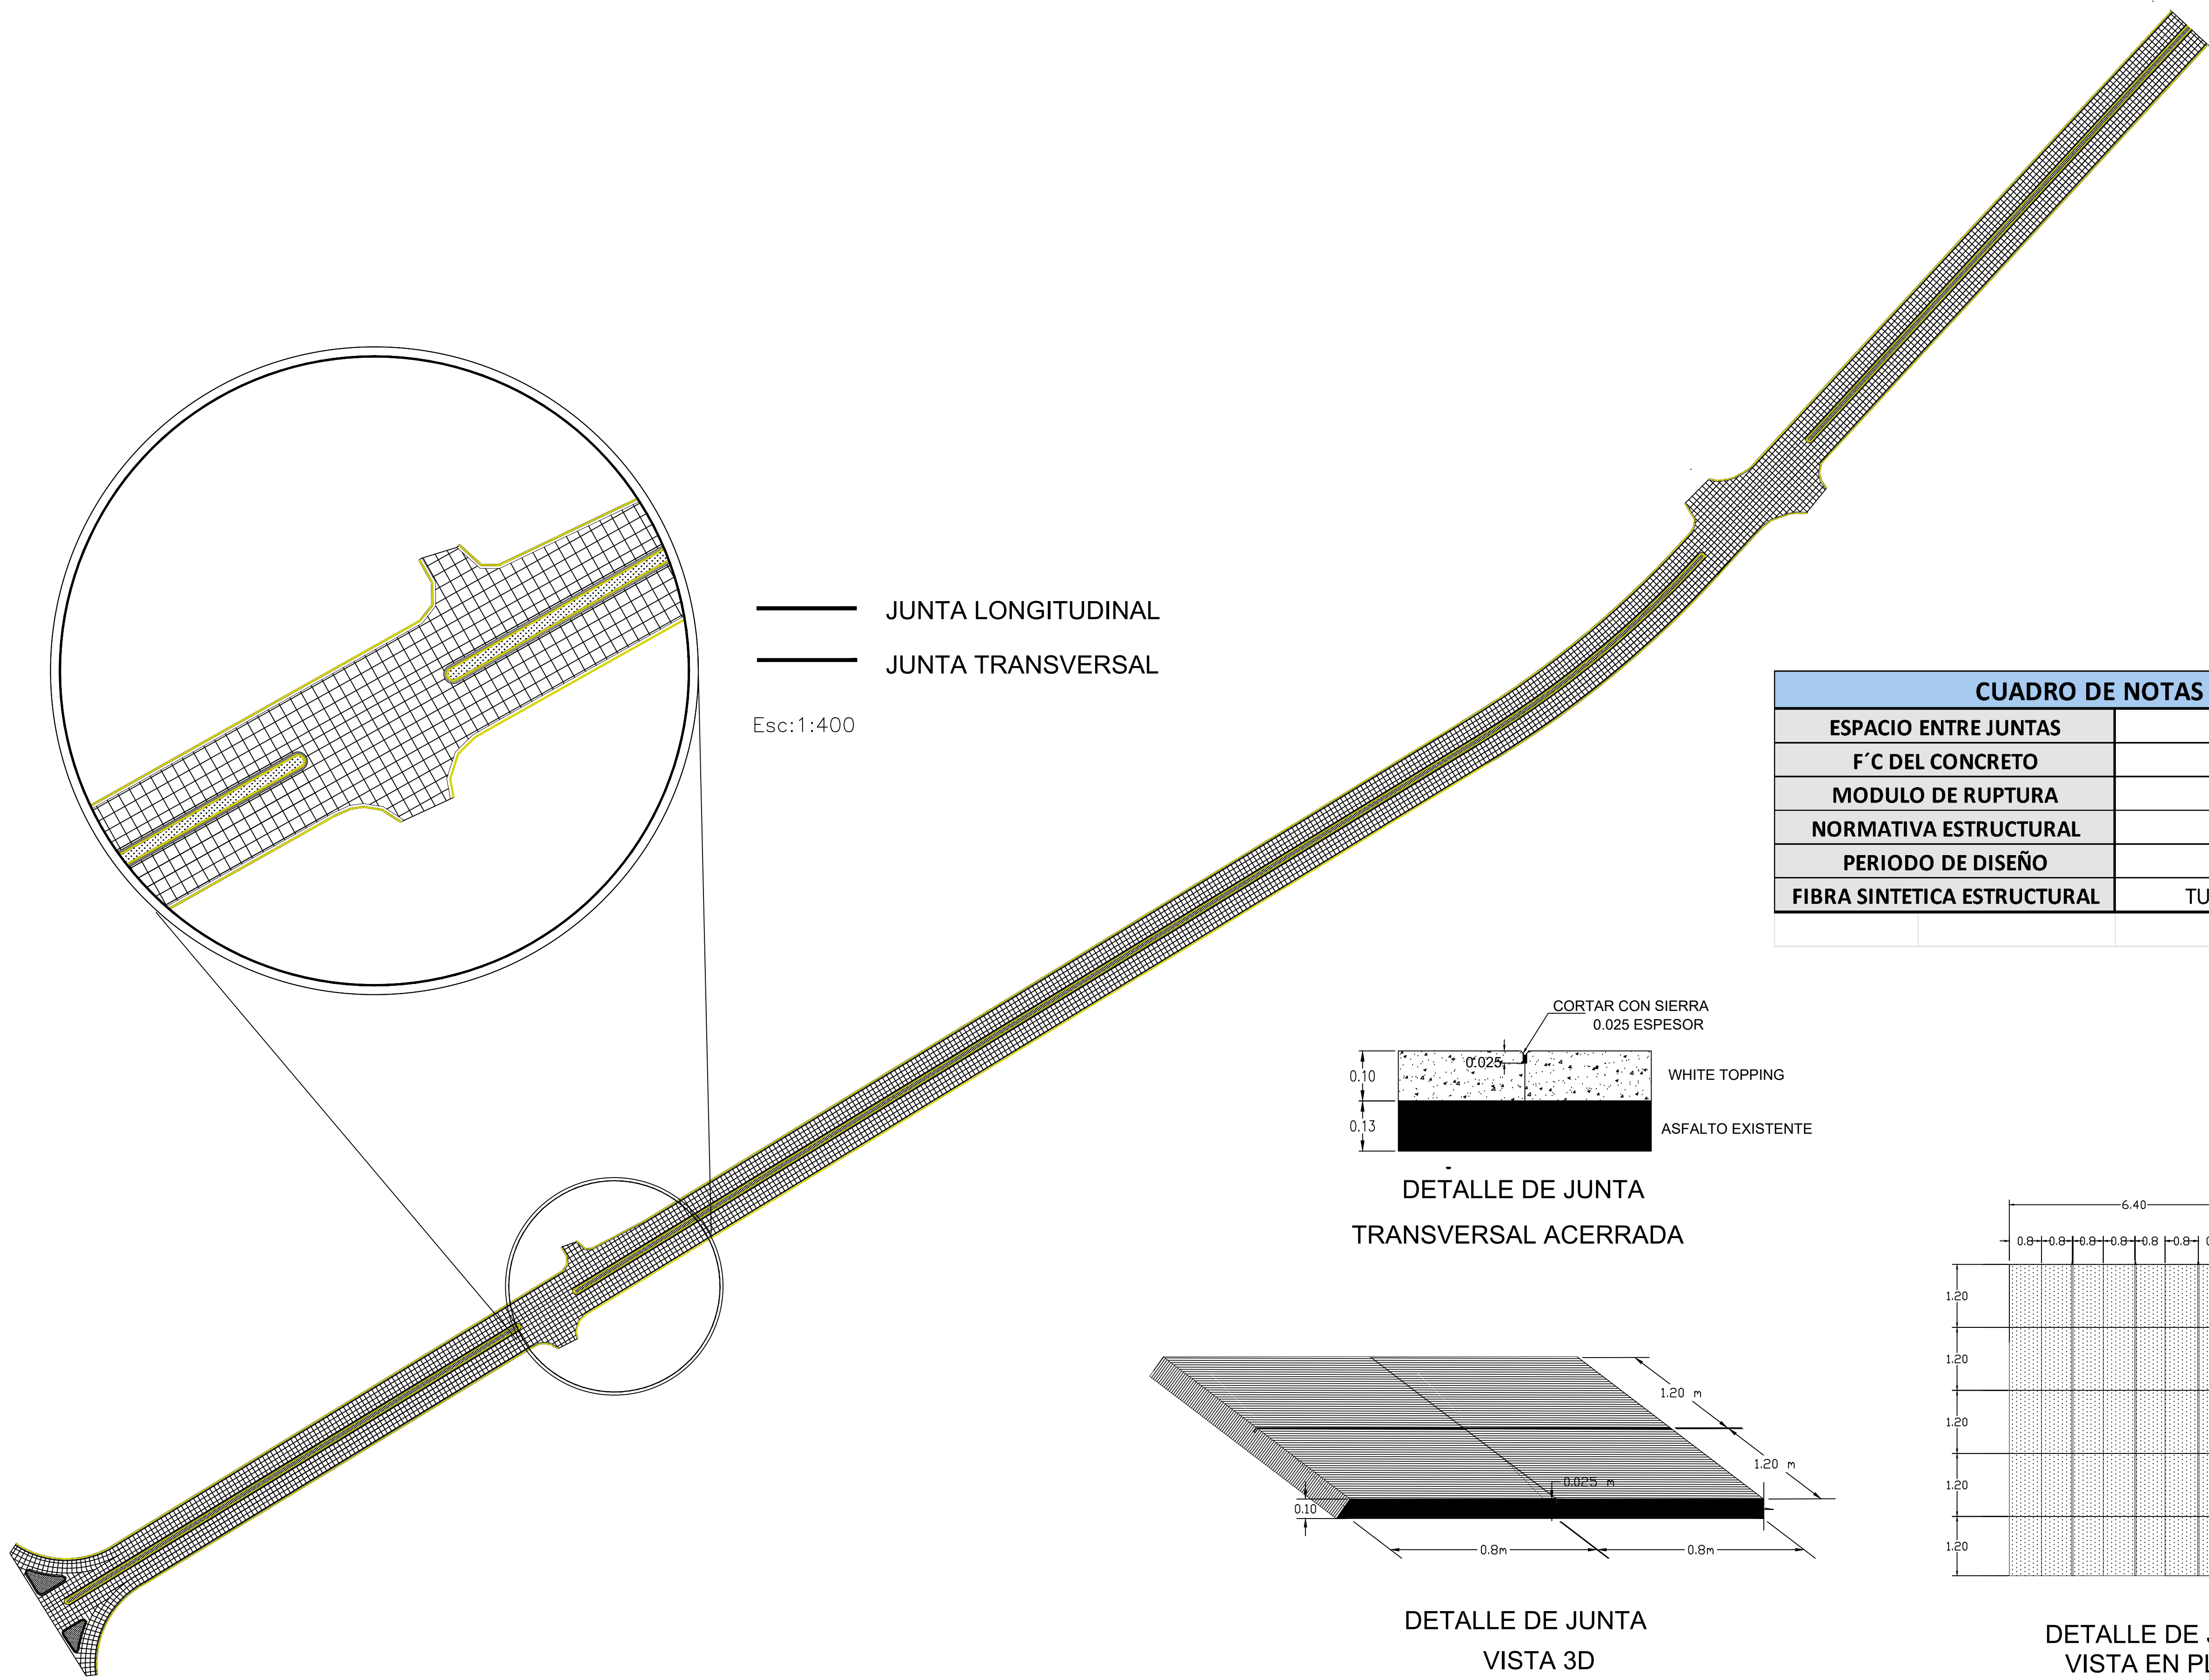 JUNTA LONGITUDINAL
JUNTA TRANSVERSAL
Esc:1:400
CUADRO DE NOTAS
ESPACIO ENTRE JUNTAS
F´C DEL CONCRETO
MODULO DE RUPTURA
NORMATIVA ESTRUCTURAL
PERIODO DE DISEÑO
FIBRA SINTETICA ESTRUCTURAL TU
CORTAR CON SIERRA
0.025 ESPESOR
0.025
0.10
WHITE TOPPING
0.13
ASFALTO EXISTENTE
DETALLE DE JUNTA
TRANSVERSAL ACERRADA
1.20 m
1.20 m
0.025 m
0.10
0.8m
0.8m
DETALLE DE JUNTA
VISTA 3D
6.40
0.8 0.8 0.8 0.8 0.8 0.8
1.20
1.20
1.20
1.20
1.20
DETALLE DE
VISTA EN